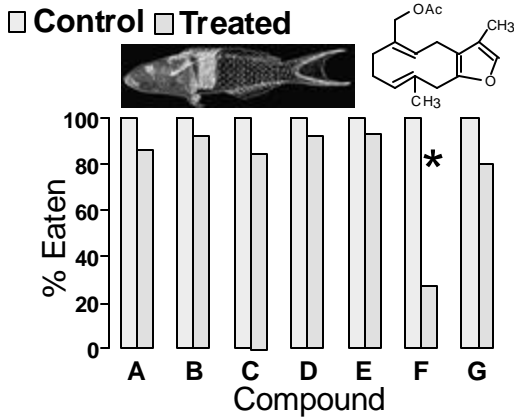 Control Treated
OAc
CH3
O
CH3
100
80
60
40
20
0
% Eaten
*
A B C D E F G
Compound